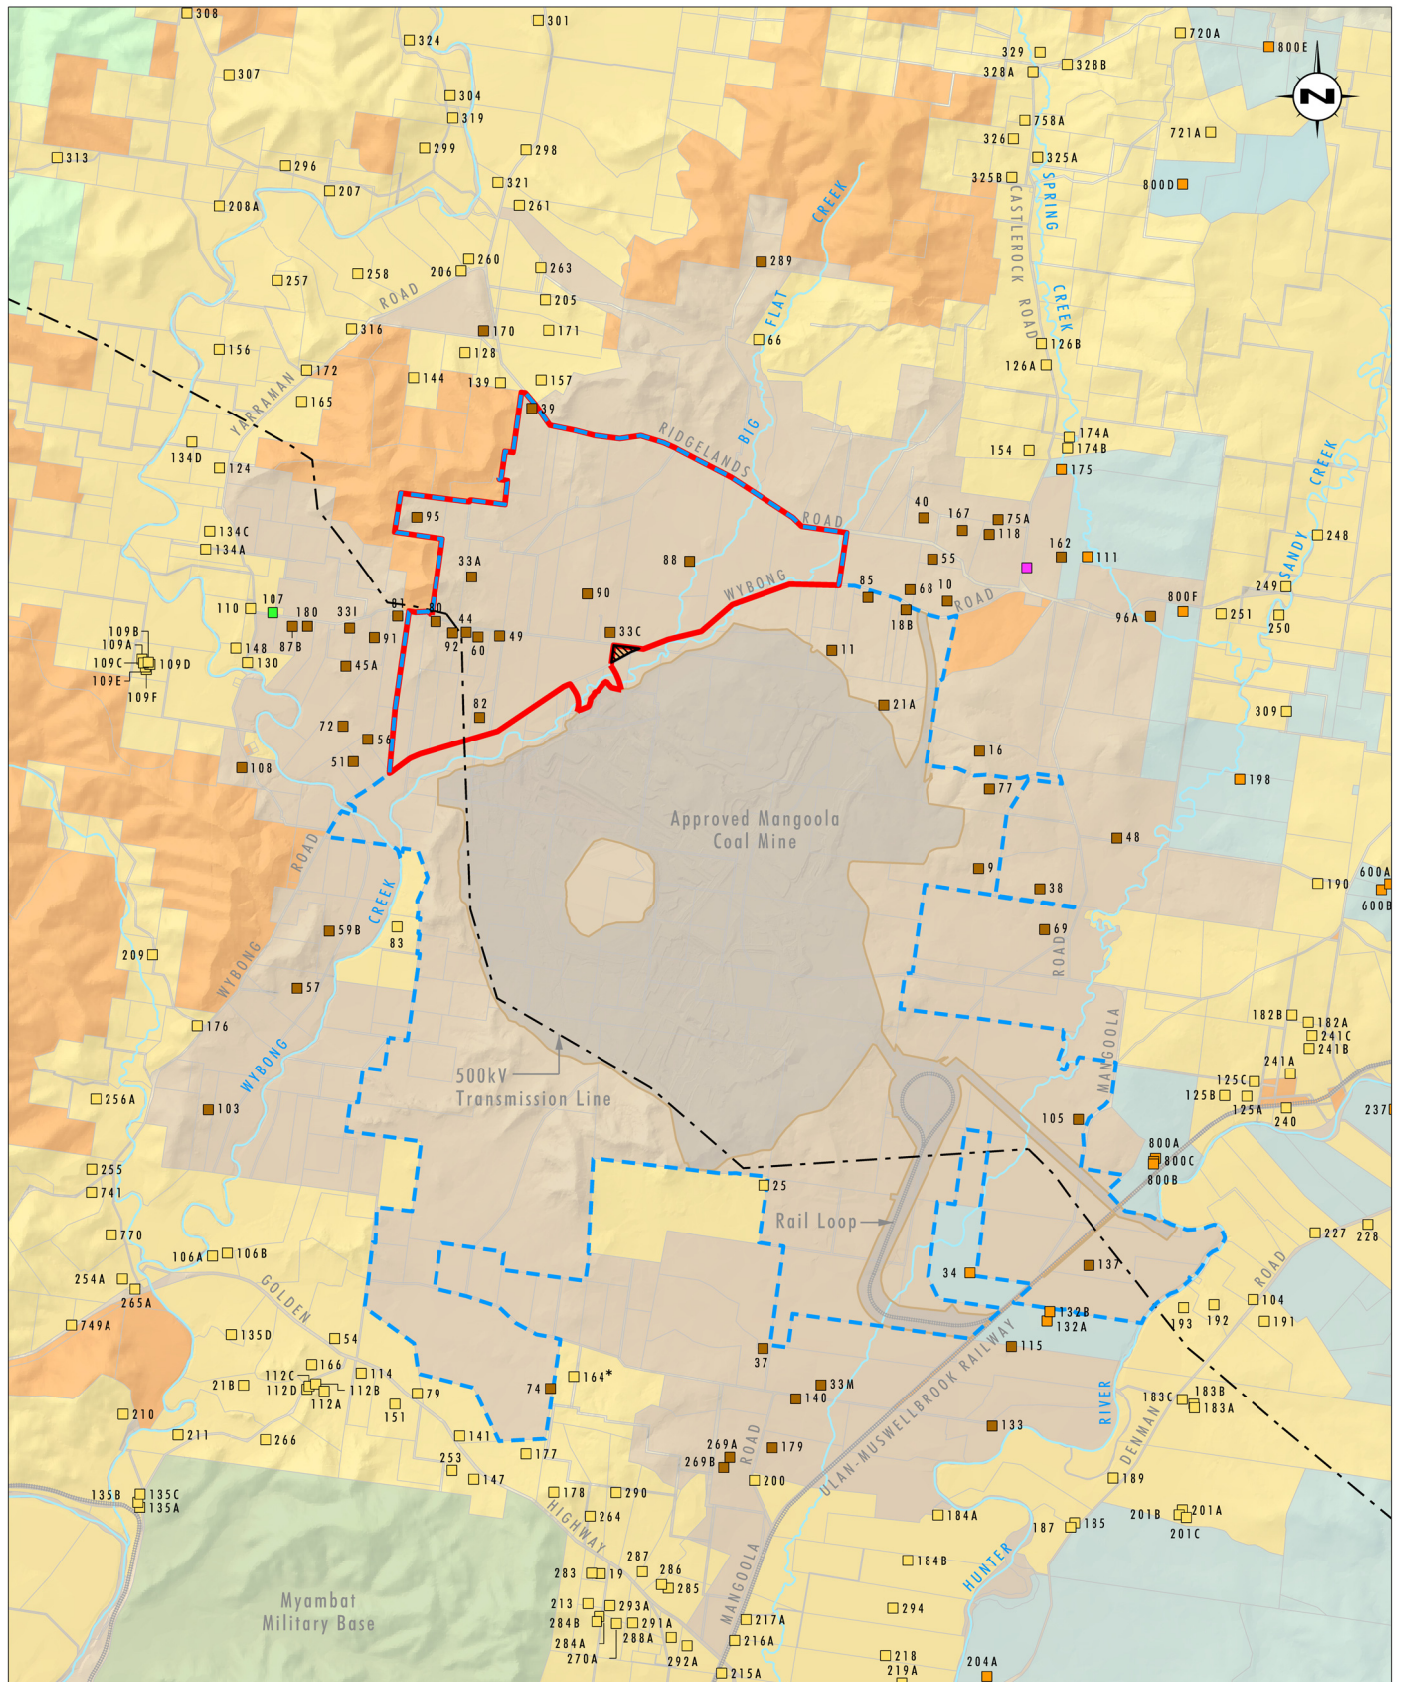 308
301
324
720A
329
328B
800E
328A
307
N
304
319
758A
721A
326
299
298
325A
313
296
321
325B
800D
207
208A
261
CREEK
SPRING
CASTLEROCK ROAD
260
206
263
289
258
257
ROAD
205
FLAT
CREEK
316
170
171
66
126B
156
128
126A
172
144
139
157
165
39
YARRAMAN
RIDGELANDS
BIG
174A
134D
154
174B
124
175
CREEK
95
ROAD
40
167
75A
134C
118
SANDY
248
134A
33A
88
55
162
111
WYBONG
85
68
10
249
107
90
ROAD
800F
110
81
80
18B
96A
251
250
180
331
44
87B
91
92
60
49
33C
109B
109A
148
11
109C
109D
130
45A
109E
109F
21A
82
309
72
56
16
51
108
77
198
Approved Mangoola
Coal Mine
48
ROAD
9
600A
38
190
600B
CREEK
59B
83
69
209
ROAD
WYBONG
57
182B
176
182A
MANGOOLA
241C
241B
WYBONG
500kV
Transmission Line
241A
125C
256A
125B
125A
103
105
240
237
800A
800C
255
800B
741
25
Rail Loop
227
228
770
106A
106B
137
ROAD
254A
34
265A
GOLDEN
104
132B
193
192
749A
132A
191
135D
54
115
37
166
112C
114
164*
112D
112B
21B
79
74
33M
183B
112A
140
183C
183A
151
RIVER
210
133
DENMAN
211
266
141
269A
179
177
269B
ROAD
ULAN-MUSWELLBROOK RAILWAY
253
147
200
189
135B
135C
178
290
135A
HIGHWAY
264
184A
201A
187
185
201B
201C
287
184B
283
19
286
285
HUNTER
Myambat
Military Base
213
293A
294
284B
291A
MANGOOLA
217A
284A
288A
216A
270A
292A
218
204A
215A
219A